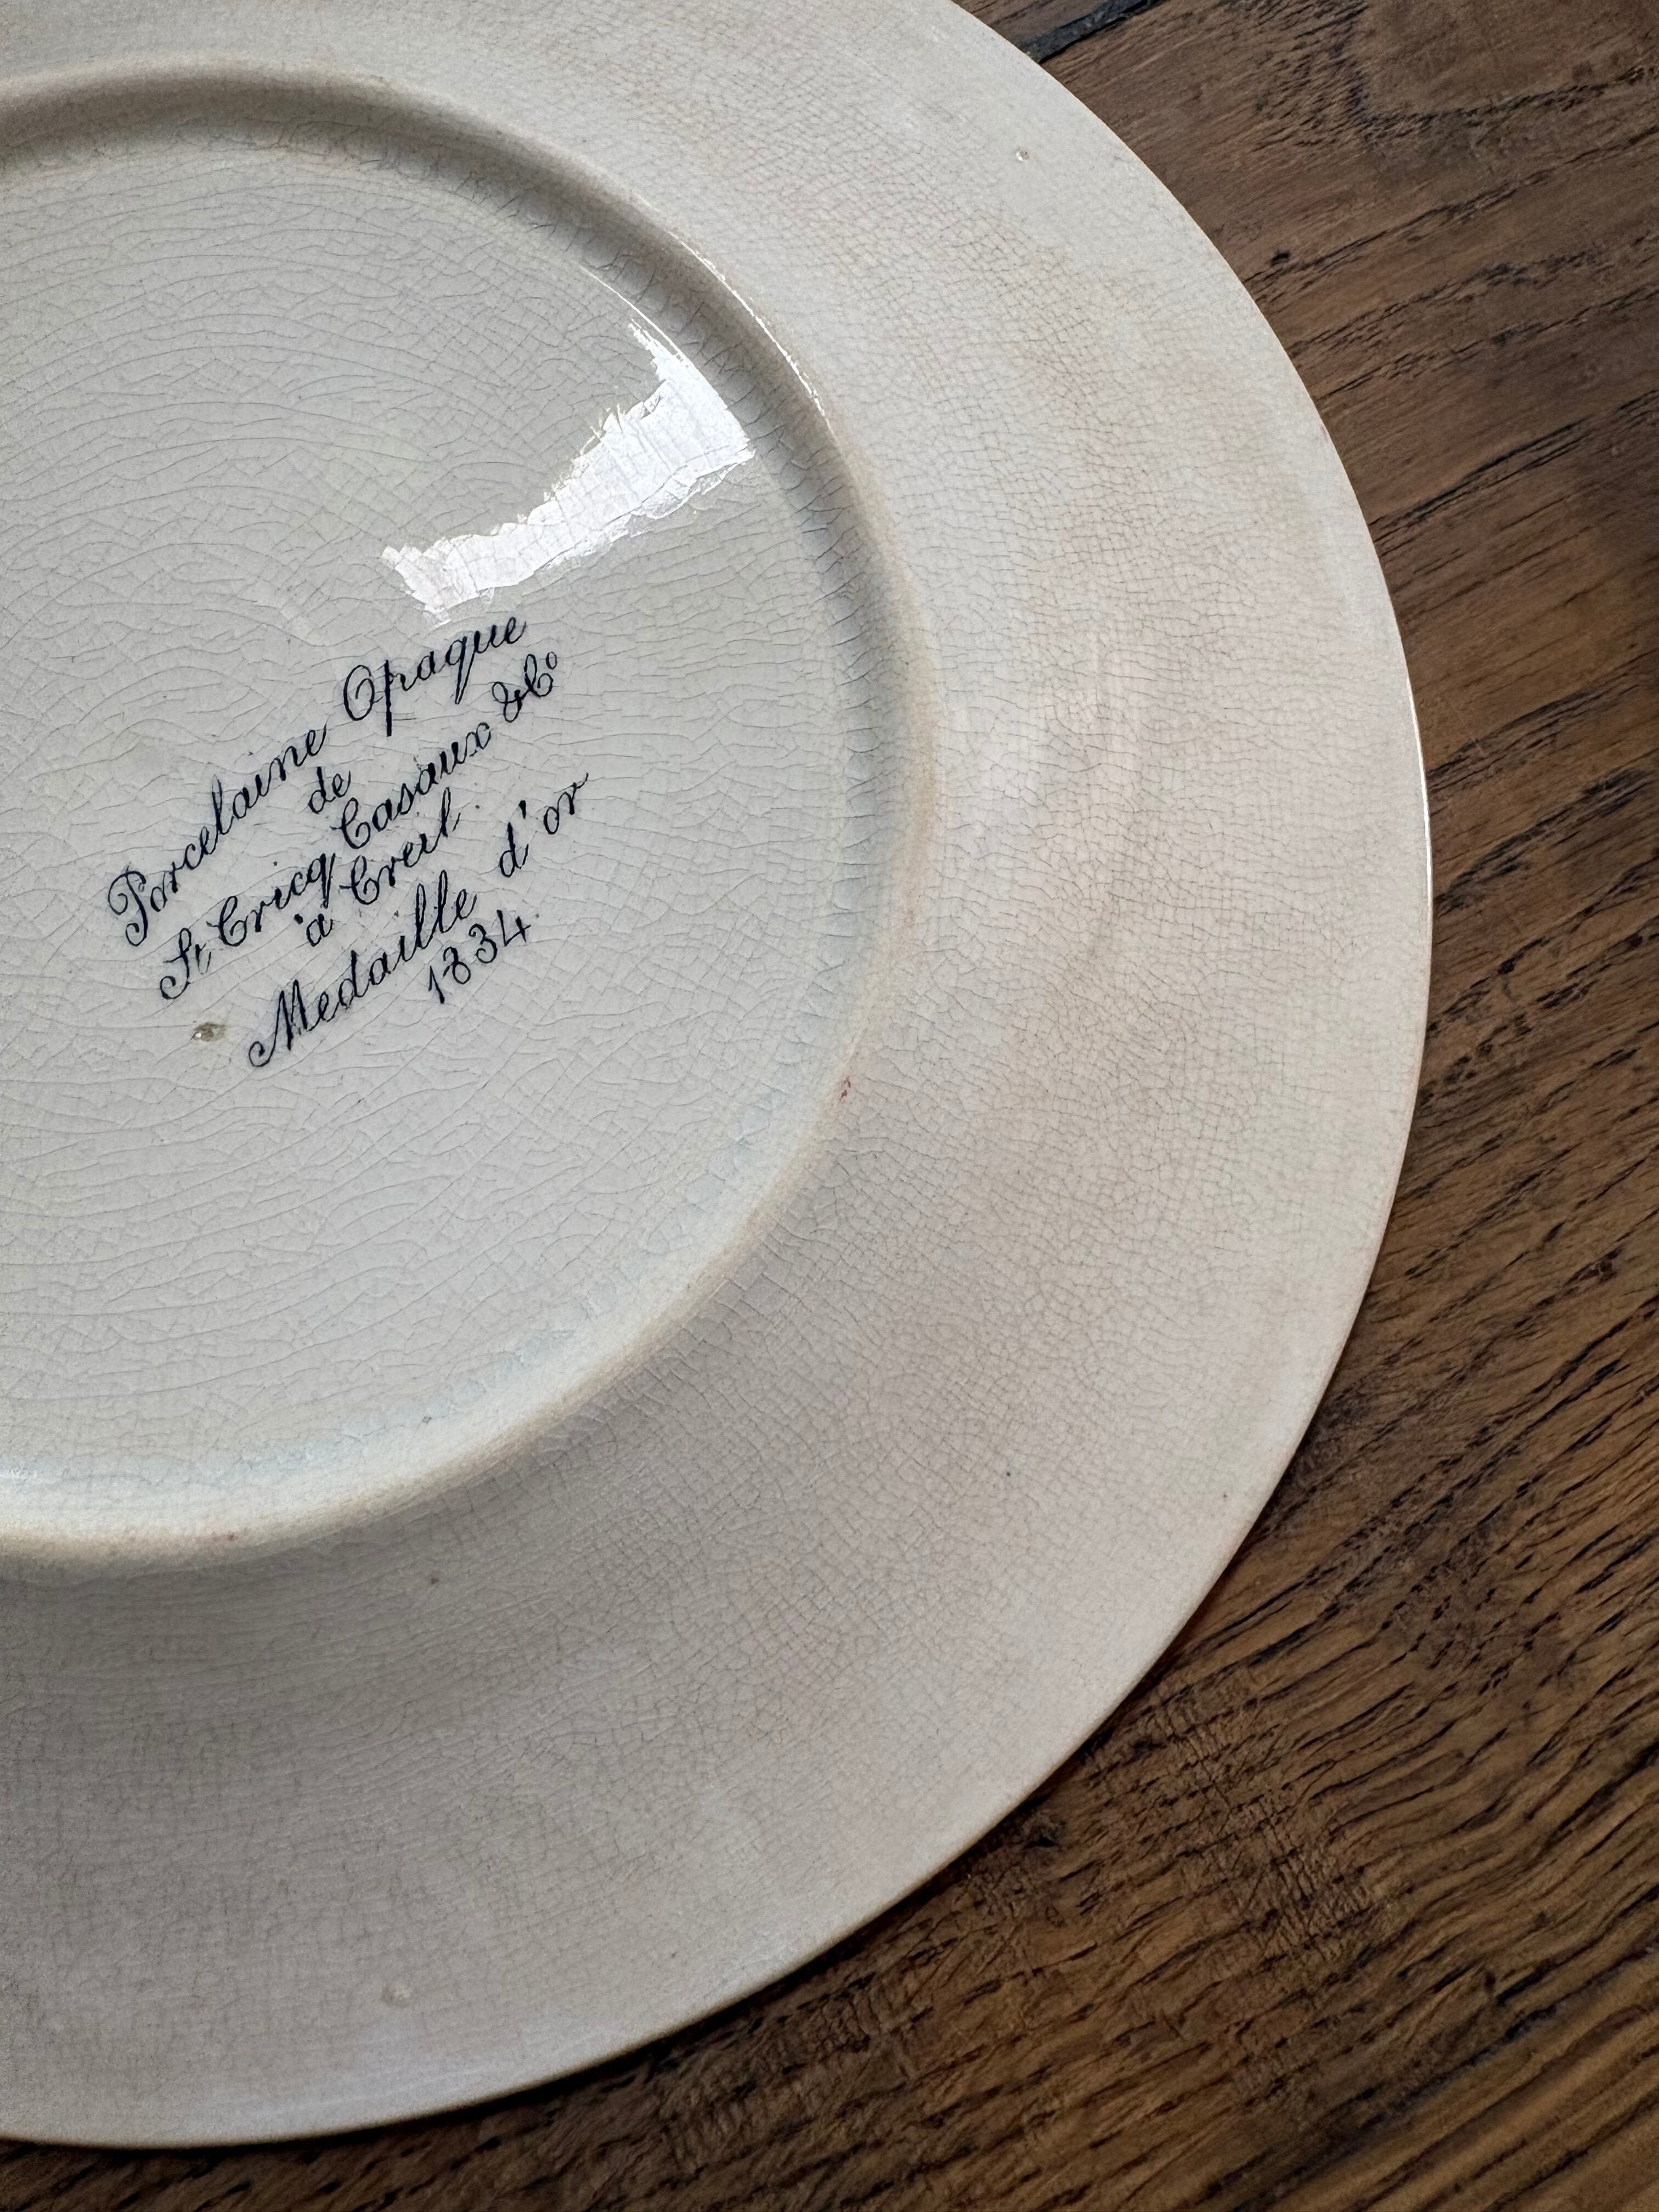 Porcelaine Opaque
de
St Cricq Casaux & Co
à Creil.
Medaille d'or
1834.